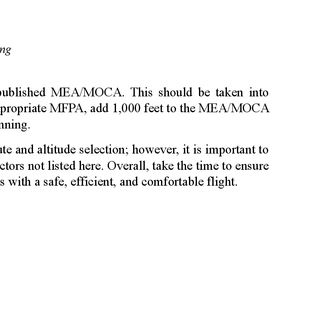 ng
published MEA/MOCA. This should be taken into
propriate MFPA, add 1,000 feet to the MEA/MOCA
nning.
te and altitude selection; however, it is important to
ctors not listed here. Overall, take the time to ensure
s with a safe, efficient, and comfortable flight.